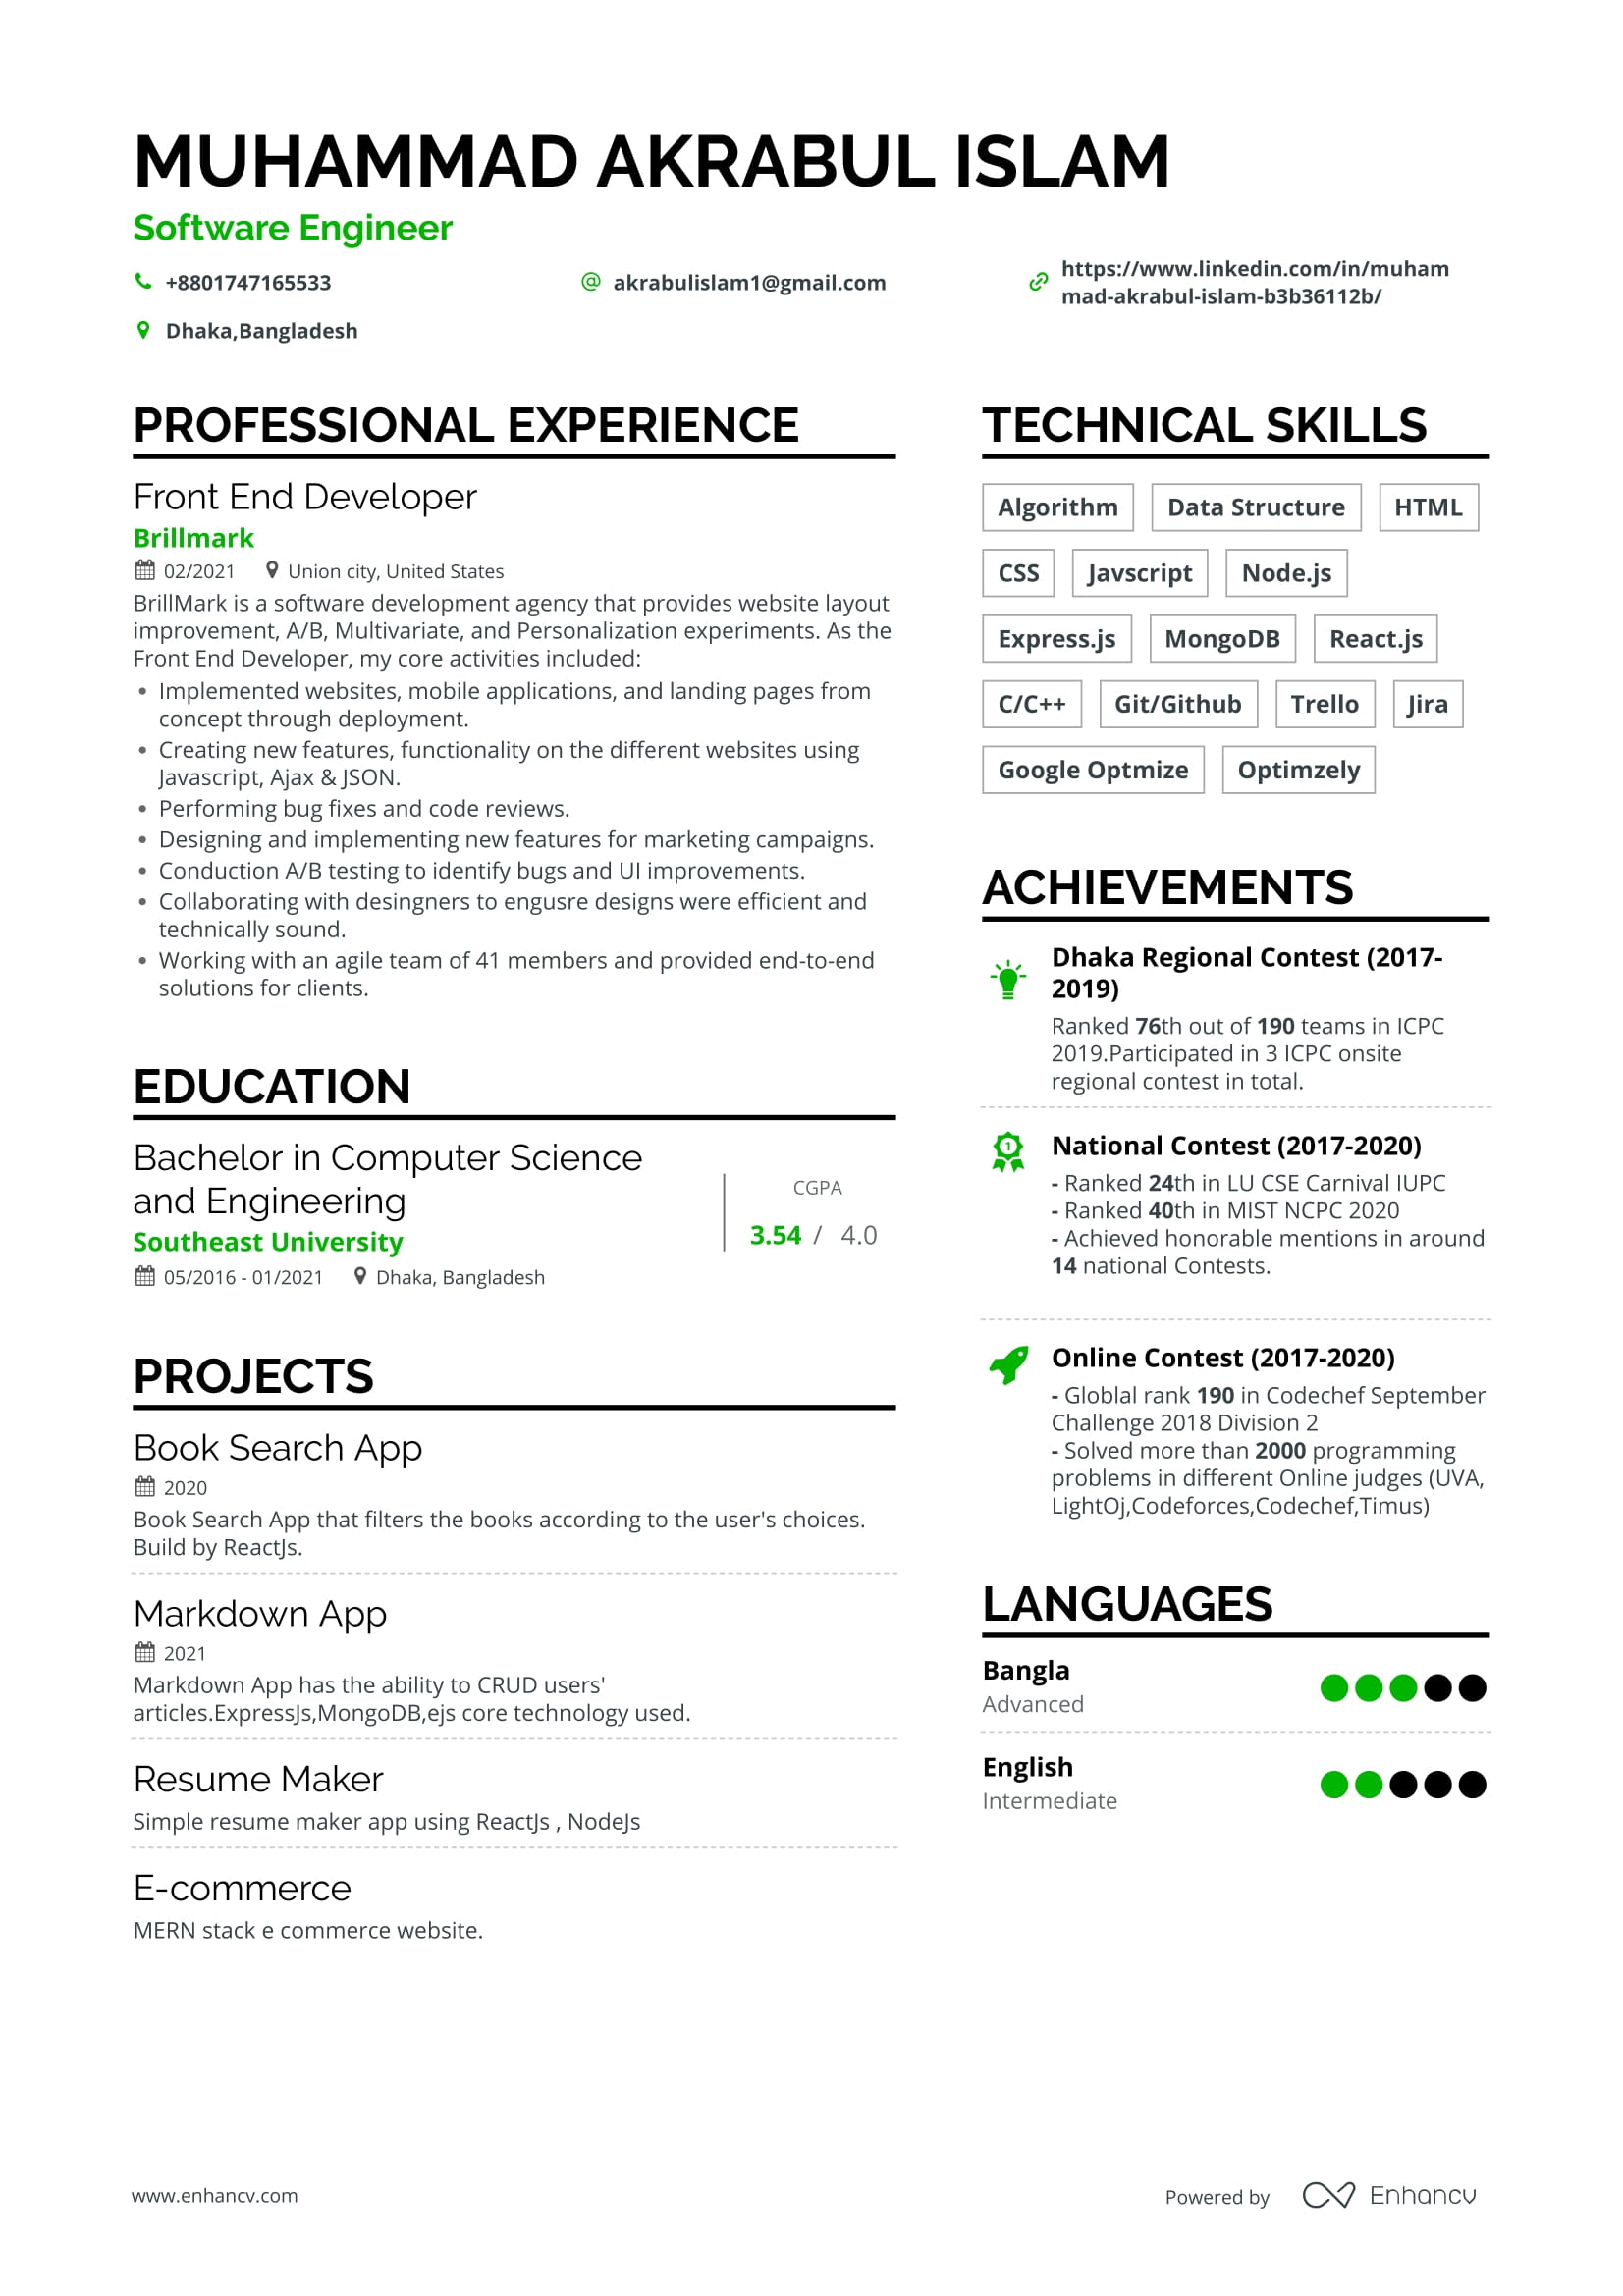 MUHAMMAD AKRABUL ISLAM
Software Engineer
+8801747165533
akrabulislam1@gmail.com
https://www.linkedin.com/in/muham
mad-akrabul-islam-b3b36112b/
Dhaka,Bangladesh
PROFESSIONAL EXPERIENCE
Front End Developer
Brillmark
02/2021 Union city, United States
BrillMark is a software development agency that provides website layout
improvement, A/B, Multivariate, and Personalization experiments. As the
Front End Developer, my core activities included:
• Implemented websites, mobile applications, and landing pages from
concept through deployment.
• Creating new features, functionality on the different websites using
Javascript, Ajax & JSON.
• Performing bug fixes and code reviews.
• Designing and implementing new features for marketing campaigns.
• Conduction A/B testing to identify bugs and UI improvements.
• Collaborating with desingners to engusre designs were efficient and
technically sound.
• Working with an agile team of 41 members and provided end-to-end
solutions for clients.
EDUCATION
Bachelor in Computer Science
and Engineering
Southeast University
05/2016 - 01/2021 Dhaka, Bangladesh
CGPA
3.54 / 4.0
PROJECTS
Book Search App
2020
Book Search App that filters the books according to the user's choices.
Build by ReactJs.
Markdown App
2021
Markdown App has the ability to CRUD users'
articles.ExpressJs,MongoDB,ejs core technology used.
Resume Maker
Simple resume maker app using ReactJs , NodeJs
E-commerce
MERN stack e commerce website.
TECHNICAL SKILLS
Algorithm Data Structure HTML
CSS Javscript Node.js
Express.js MongoDB React.js
C/C++ Git/Github Trello Jira
Google Optmize Optimzely
ACHIEVEMENTS
Dhaka Regional Contest (2017-
2019)
Ranked 76th out of 190 teams in ICPC
2019.Participated in 3 ICPC onsite
regional contest in total.
1
National Contest (2017-2020)
- Ranked 24th in LU CSE Carnival IUPC
- Ranked 40th in MIST NCPC 2020
- Achieved honorable mentions in around
14 national Contests.
Online Contest (2017-2020)
- Globlal rank 190 in Codechef September
Challenge 2018 Division 2
- Solved more than 2000 programming
problems in different Online judges (UVA,
LightOj,Codeforces,Codechef,Timus)
LANGUAGES
Bangla
Advanced
English
Intermediate
www.enhancv.com
Powered by Enhancv